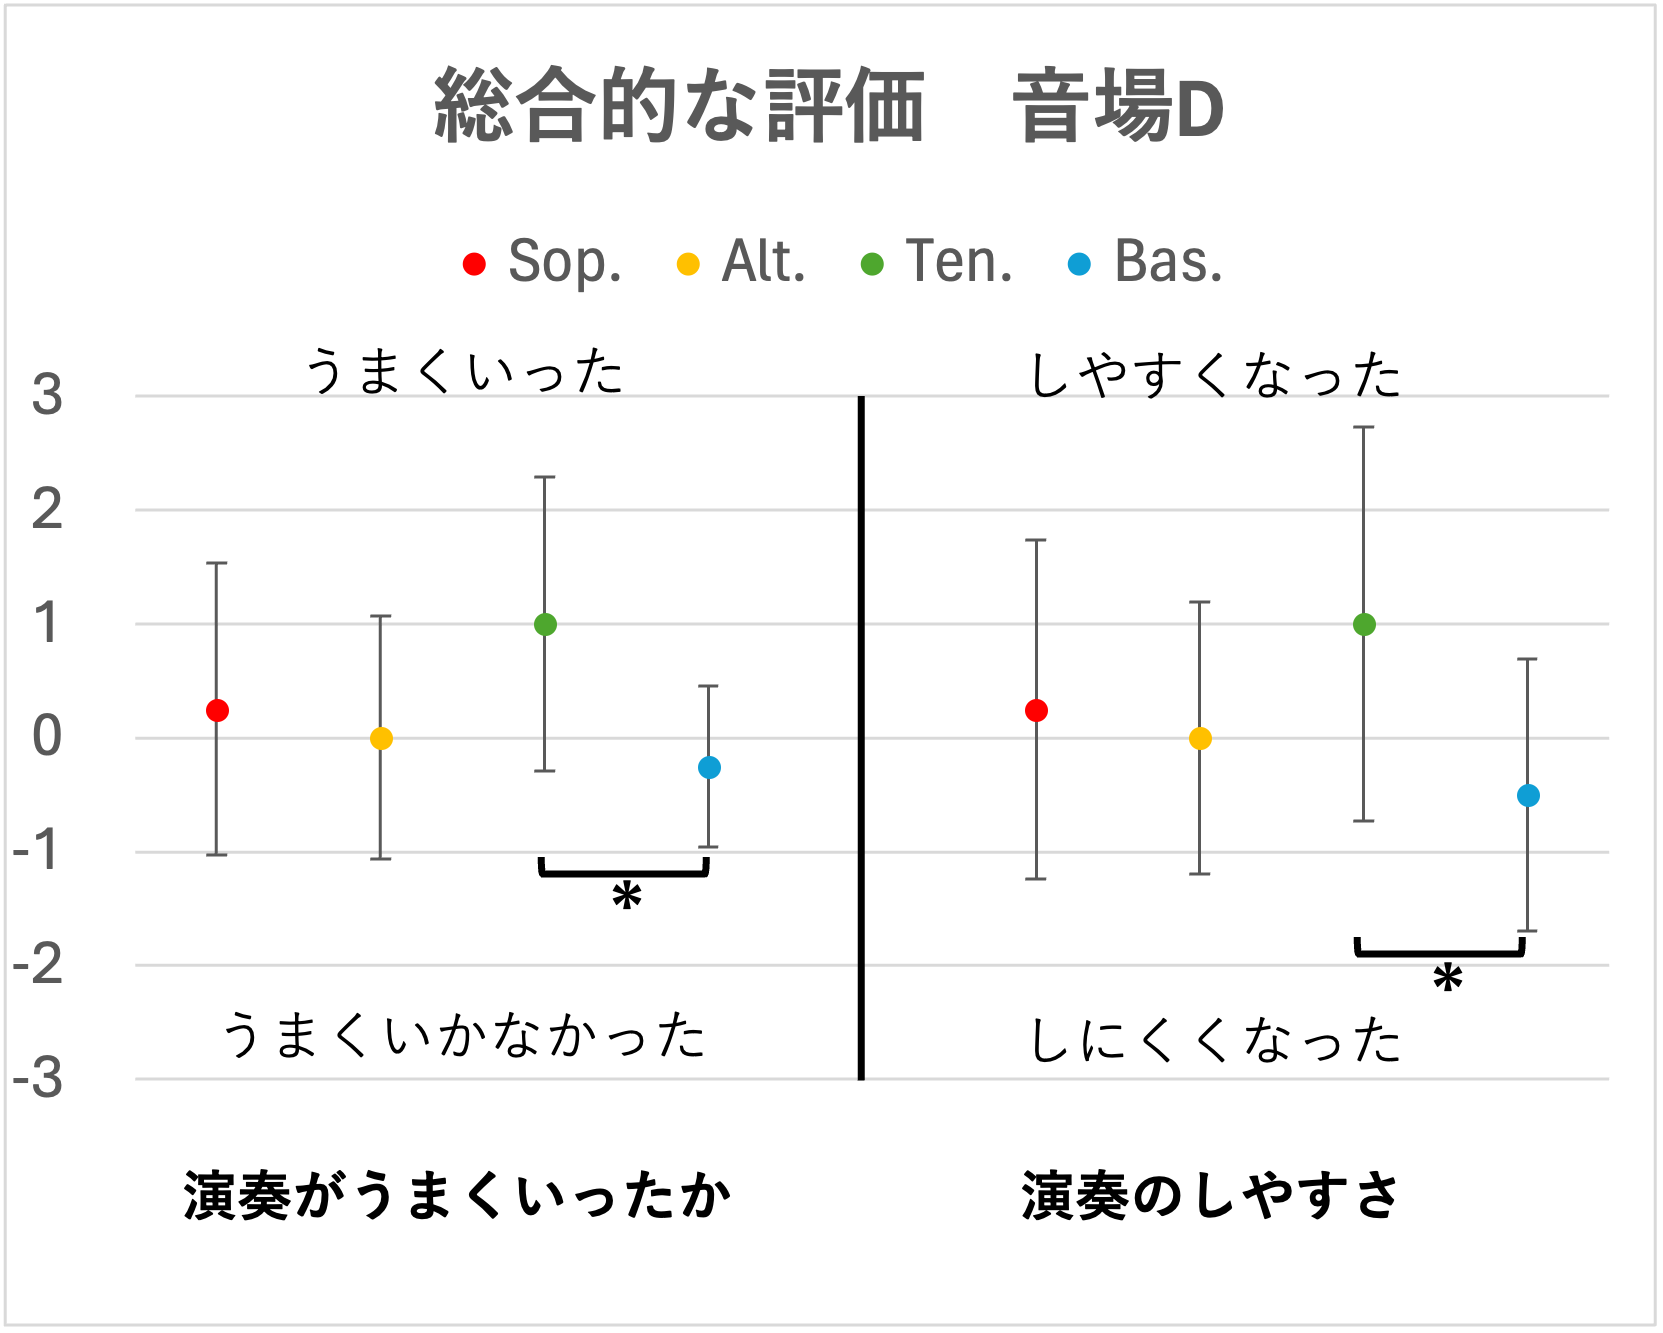 総合的な評価　音場D
Sop. Alt. Ten. Bas.
うまくいった しやすくなった
3
2
1
0
-1
*
-2
*
うまくいかなかった しにくくなった
-3
演奏がうまくいったか 演奏のしやすさ